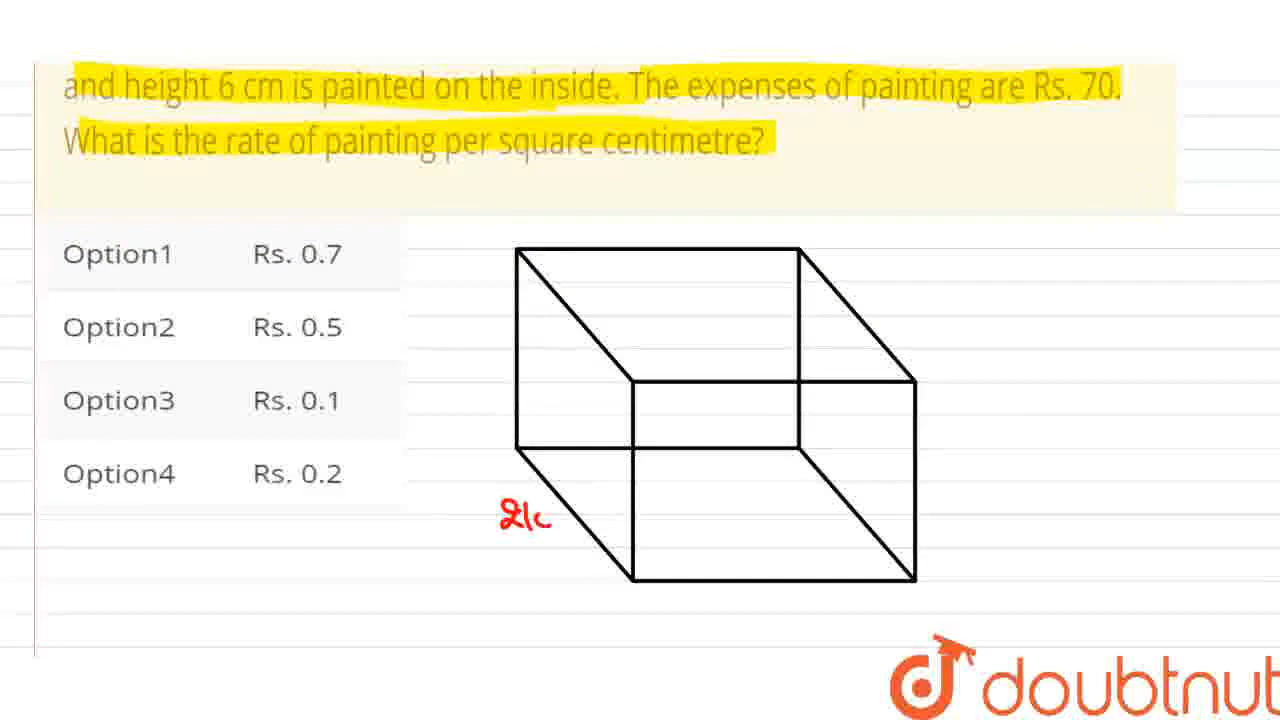 and height 6 cm is painted on the inside. The expenses of painting are Rs. 70.
What is the rate of painting per square centimetre?
Option1 Rs. 0.7
Option2 Rs. 0.5
Option3 Rs. 0.1
Option4 Rs. 0.2
21c
doubtnut